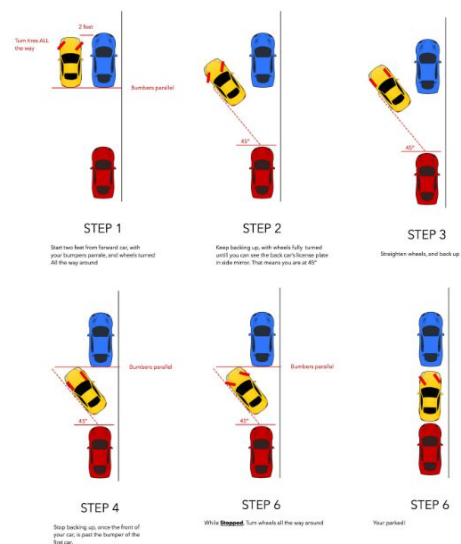 2 feet
Turn tires ALL
the way
Bumbers parallel
45°
45°
STEP 1
STEP 2
STEP 3
Start two feet from forward car, with
your bumpers parrale, and wheels turned
All the way around
Keep backing up, with wheels fully turned
until you can see the back car's license plate
in side mirror. That means you are at 45°
Straighten wheels, and back up
Bumbers parallel
Bumbers parallel
45°
45°
STEP 4
STEP 6
STEP 6
Stop backing up, once the front of
your car, is past the bumper of the
first car.
While Stopped, Turn wheels all the way around
Your parked!